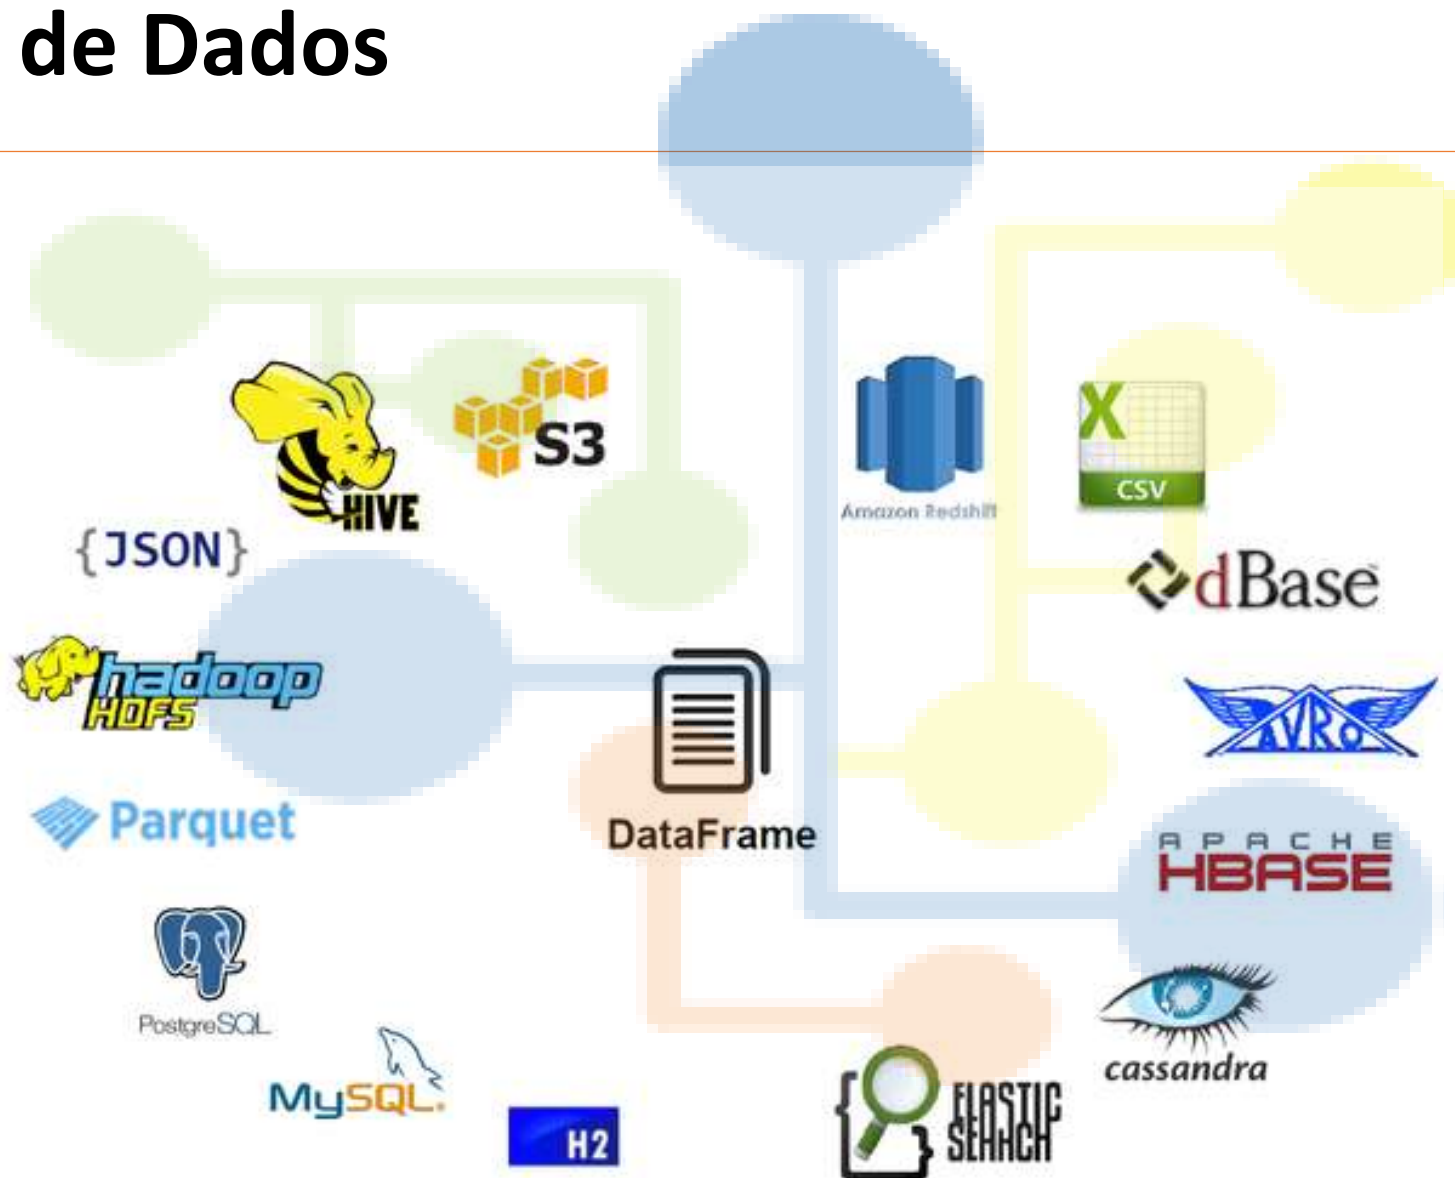 de Dados
HIVE
S3
Amazon Redshift
X
CSV
{JSON}
dBase
hadoop
HDFS
AVRO
Parquet
DataFrame
APACHE
HBASE
PostgreSQL
cassandra
MySQL.
H2
ELASTIC
SEARCH